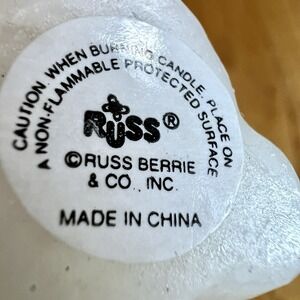 CAUTION WHEN BURNING CANDLE, PLACE ON
A NON-FLAMMABLE PROTECTED SURFACE
RUSS®
©RUSS BERRIE
& CO., INC.
MADE IN CHINA